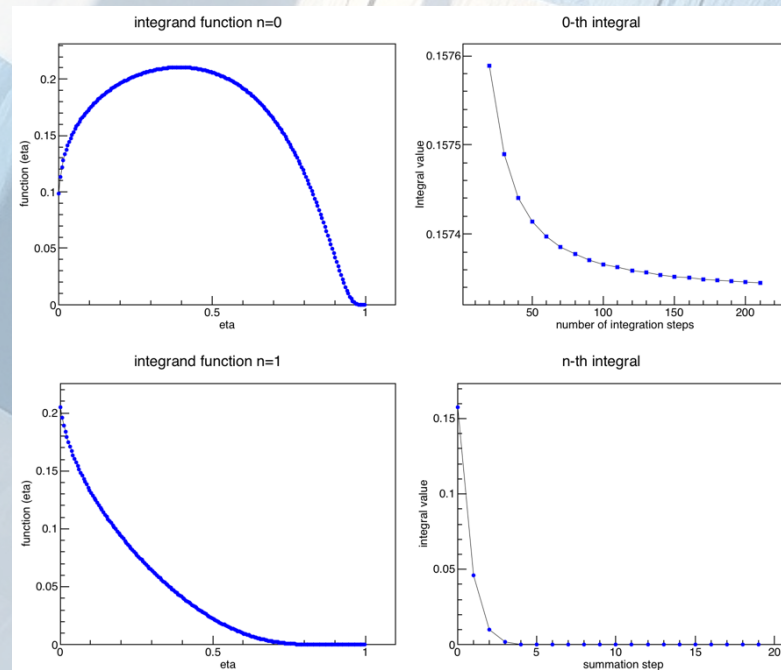 integrand function n=0
0.2
0.15
0.1
0.05
0
function (eta)
0
0.5
1
eta
0-th integral
0.1576
0.1575
0.1574
Integral value
50
100
150
200
number of integration steps
integrand function n=1
0.2
0.15
0.1
0.05
0
function (eta)
0
0.5
1
eta
n-th integral
0.15
0.1
0.05
0
integral value
0
5
10
15
20
summation step